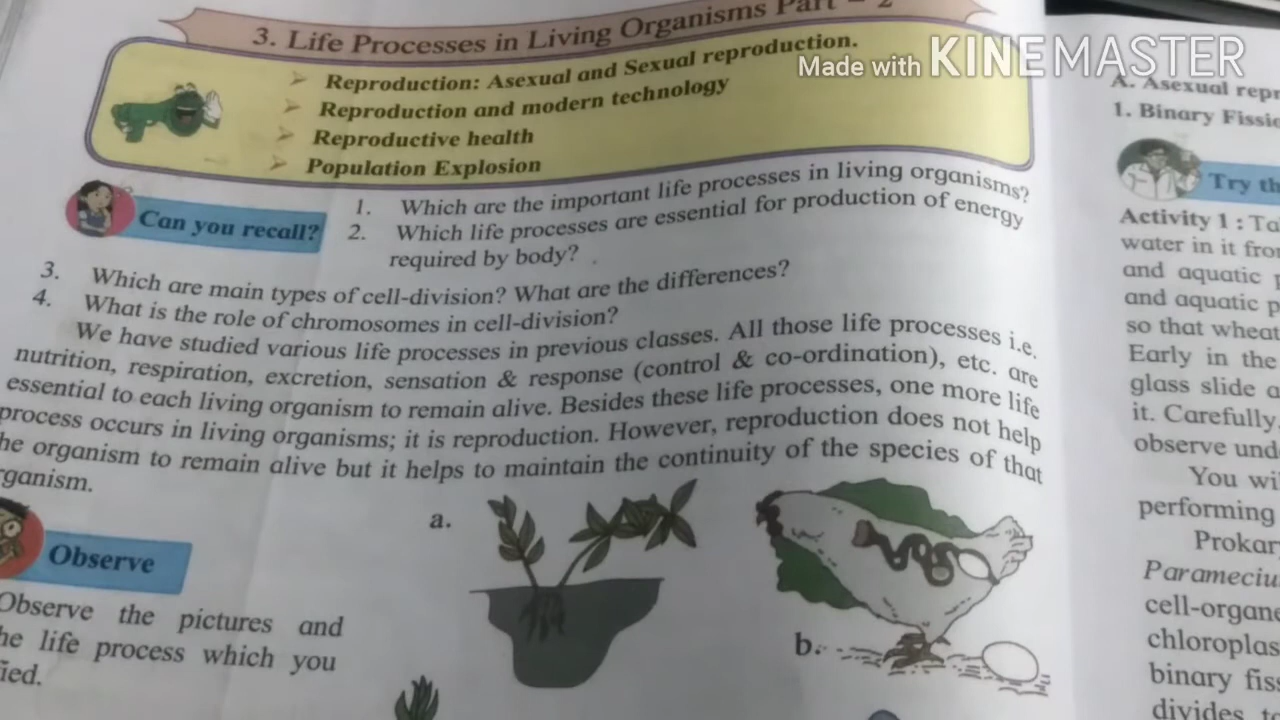 3. Life Processes in Living Organisms Part - 2
Reproduction: Asexual and Sexual reproduction.
Reproduction and modern technology
Reproductive health
Population Explosion
Made with KINEMASTER
Can you recall?
1. Which are the important life processes in living organisms?
2. Which life processes are essential for production of energy
required by body?
3. Which are main types of cell-division? What are the differences?
4. What is the role of chromosomes in cell-division?
We have studied various life processes in previous classes. All those life processes i.e.
nutrition, respiration, excretion, sensation & response (control & co-ordination), etc. are
essential to each living organism to remain alive. Besides these life processes, one more life
process occurs in living organisms; it is reproduction. However, reproduction does not help
he organism to remain alive but it helps to maintain the continuity of the species of that
rganism.
Observe
Observe the pictures and
he life process which you
ied.
a.
b.
A. Asexual repr
1. Binary Fissio
Try th
Activity 1 : Ta
water in it fro
and aquatic p
and aquatic p
so that wheat
Early in the
glass slide a
it. Carefully,
observe und
You wi
performing
Prokar
Parameciu
cell-organe
chloroplas
binary fiss
divides to